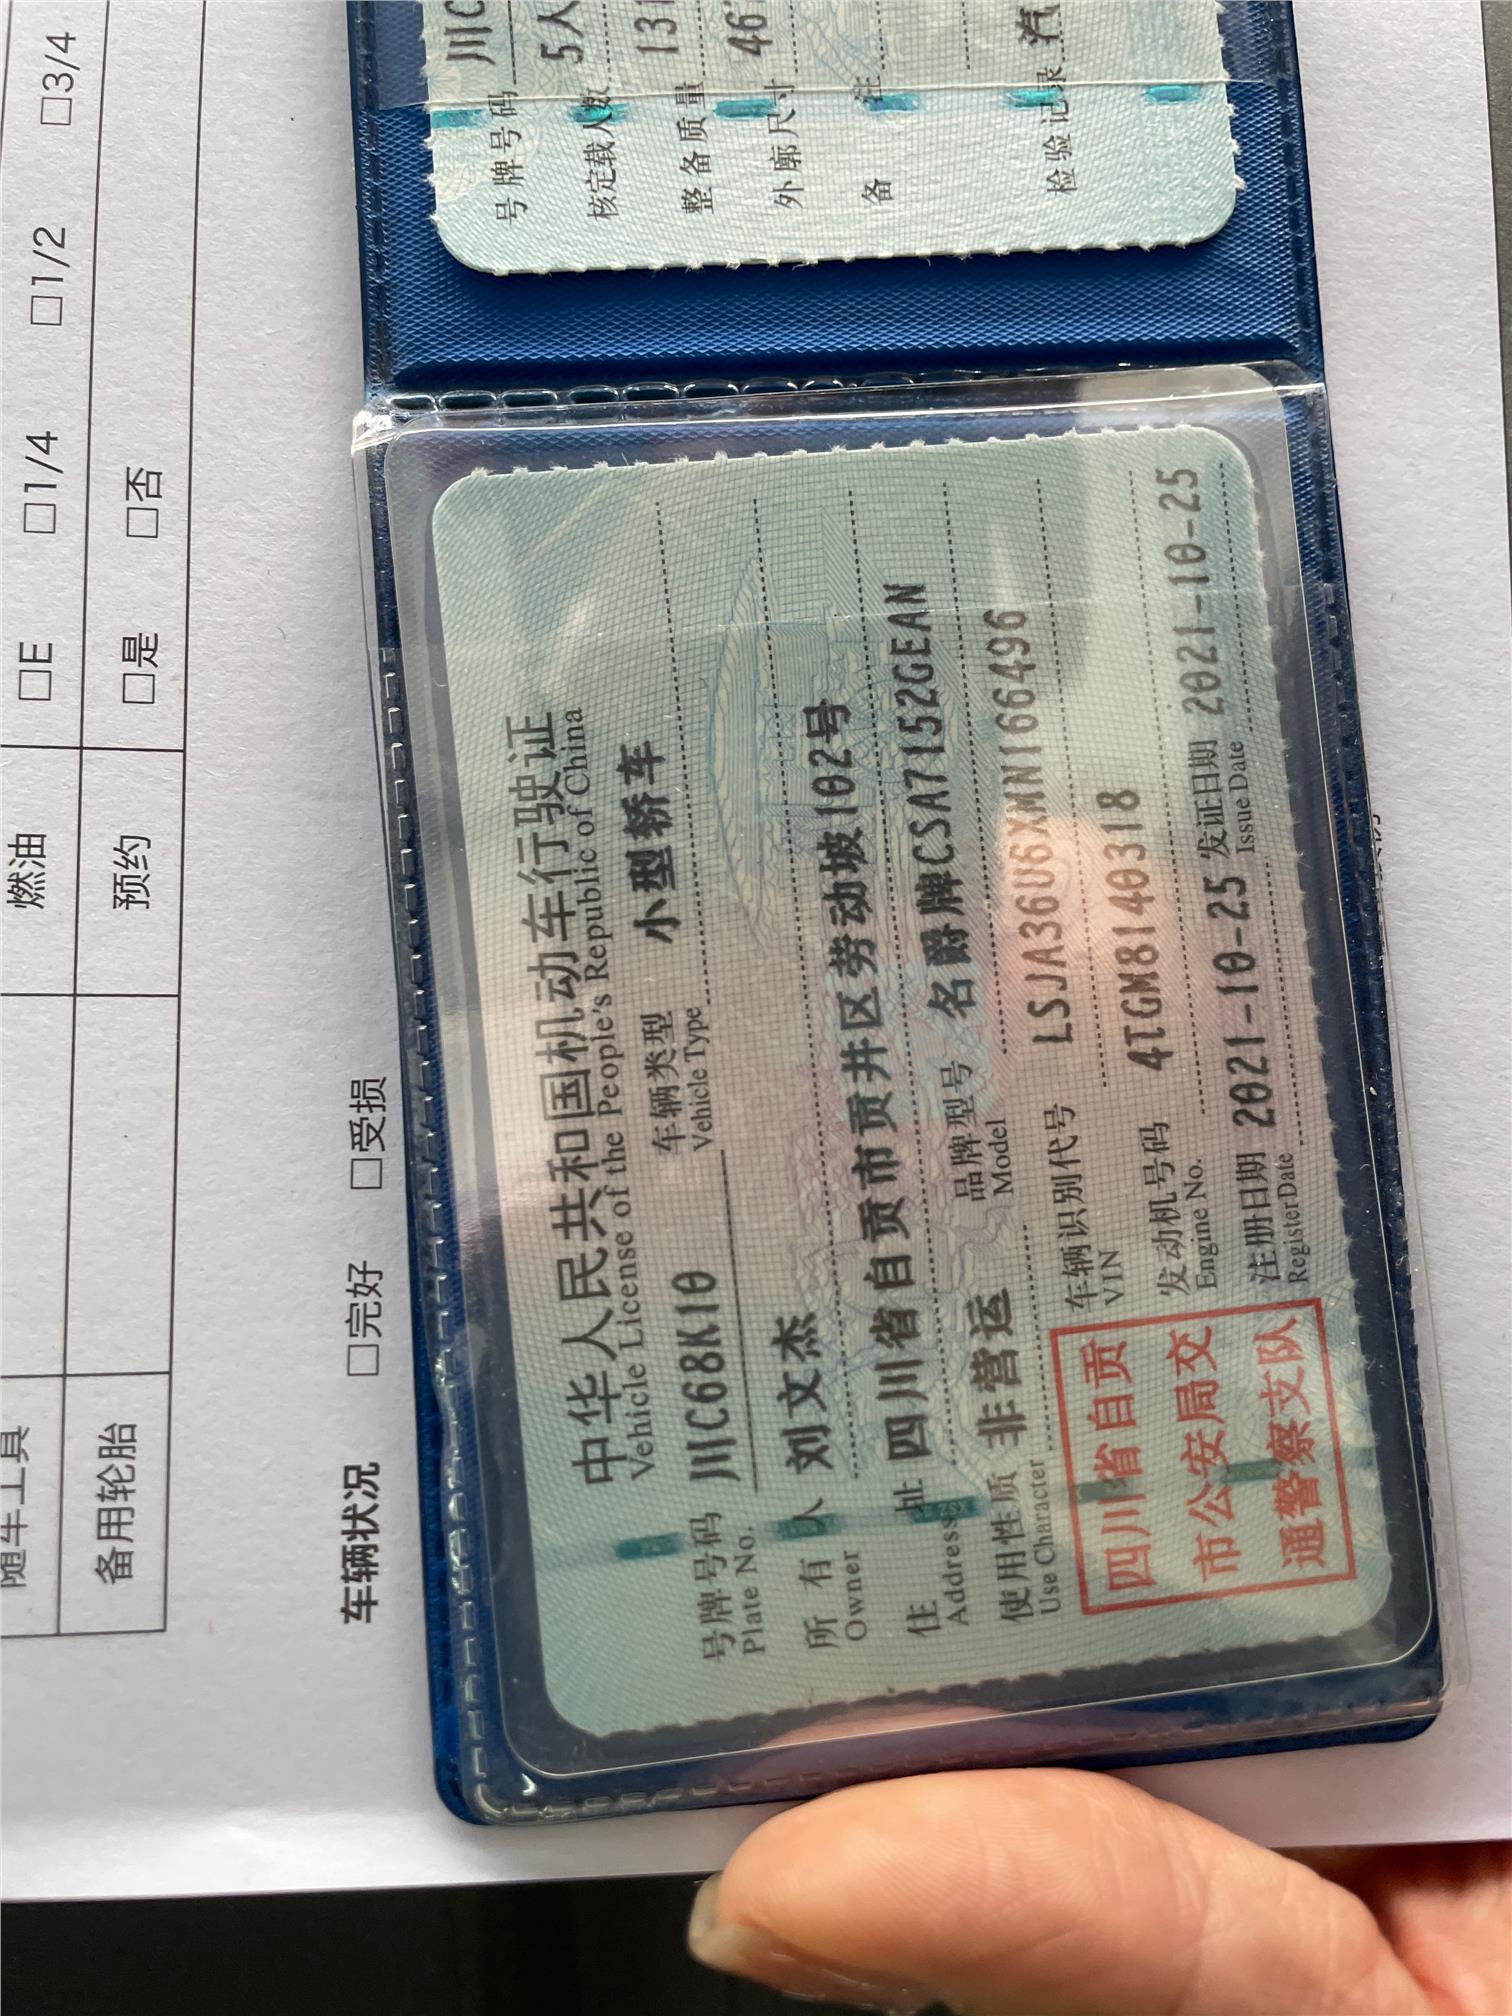 中华人民共和国机动车行驶证
Vehicle License of the People's Republic of China
号牌号码 川C68K10 车辆类型 小型轿车
Plate No. Vehicle Type
所有人 刘文杰
Owner
住址 四川省自贡市贡井区劳动坡102号
Address
使用性质 非营运 品牌型号 名爵牌CSA7152GEAN
Use Character Model
车辆识别代号 LSJA36U6XMN166496
VIN
发动机号码 4TGM8140318
Engine No.
注册日期 2021-10-25 发证日期 2021-10-25
RegisterDate Issue Date
四川省自贡
市公安局交
通警察支队
号牌号码 川C
核定载人数 5人
整备质量 131
外廓尺寸 46
备注
检验记录 汽
燃油 □E □1/4 □1/2 □3/4
随车工具
备用轮胎 预约 □是 □否
车辆状况 □完好 □受损